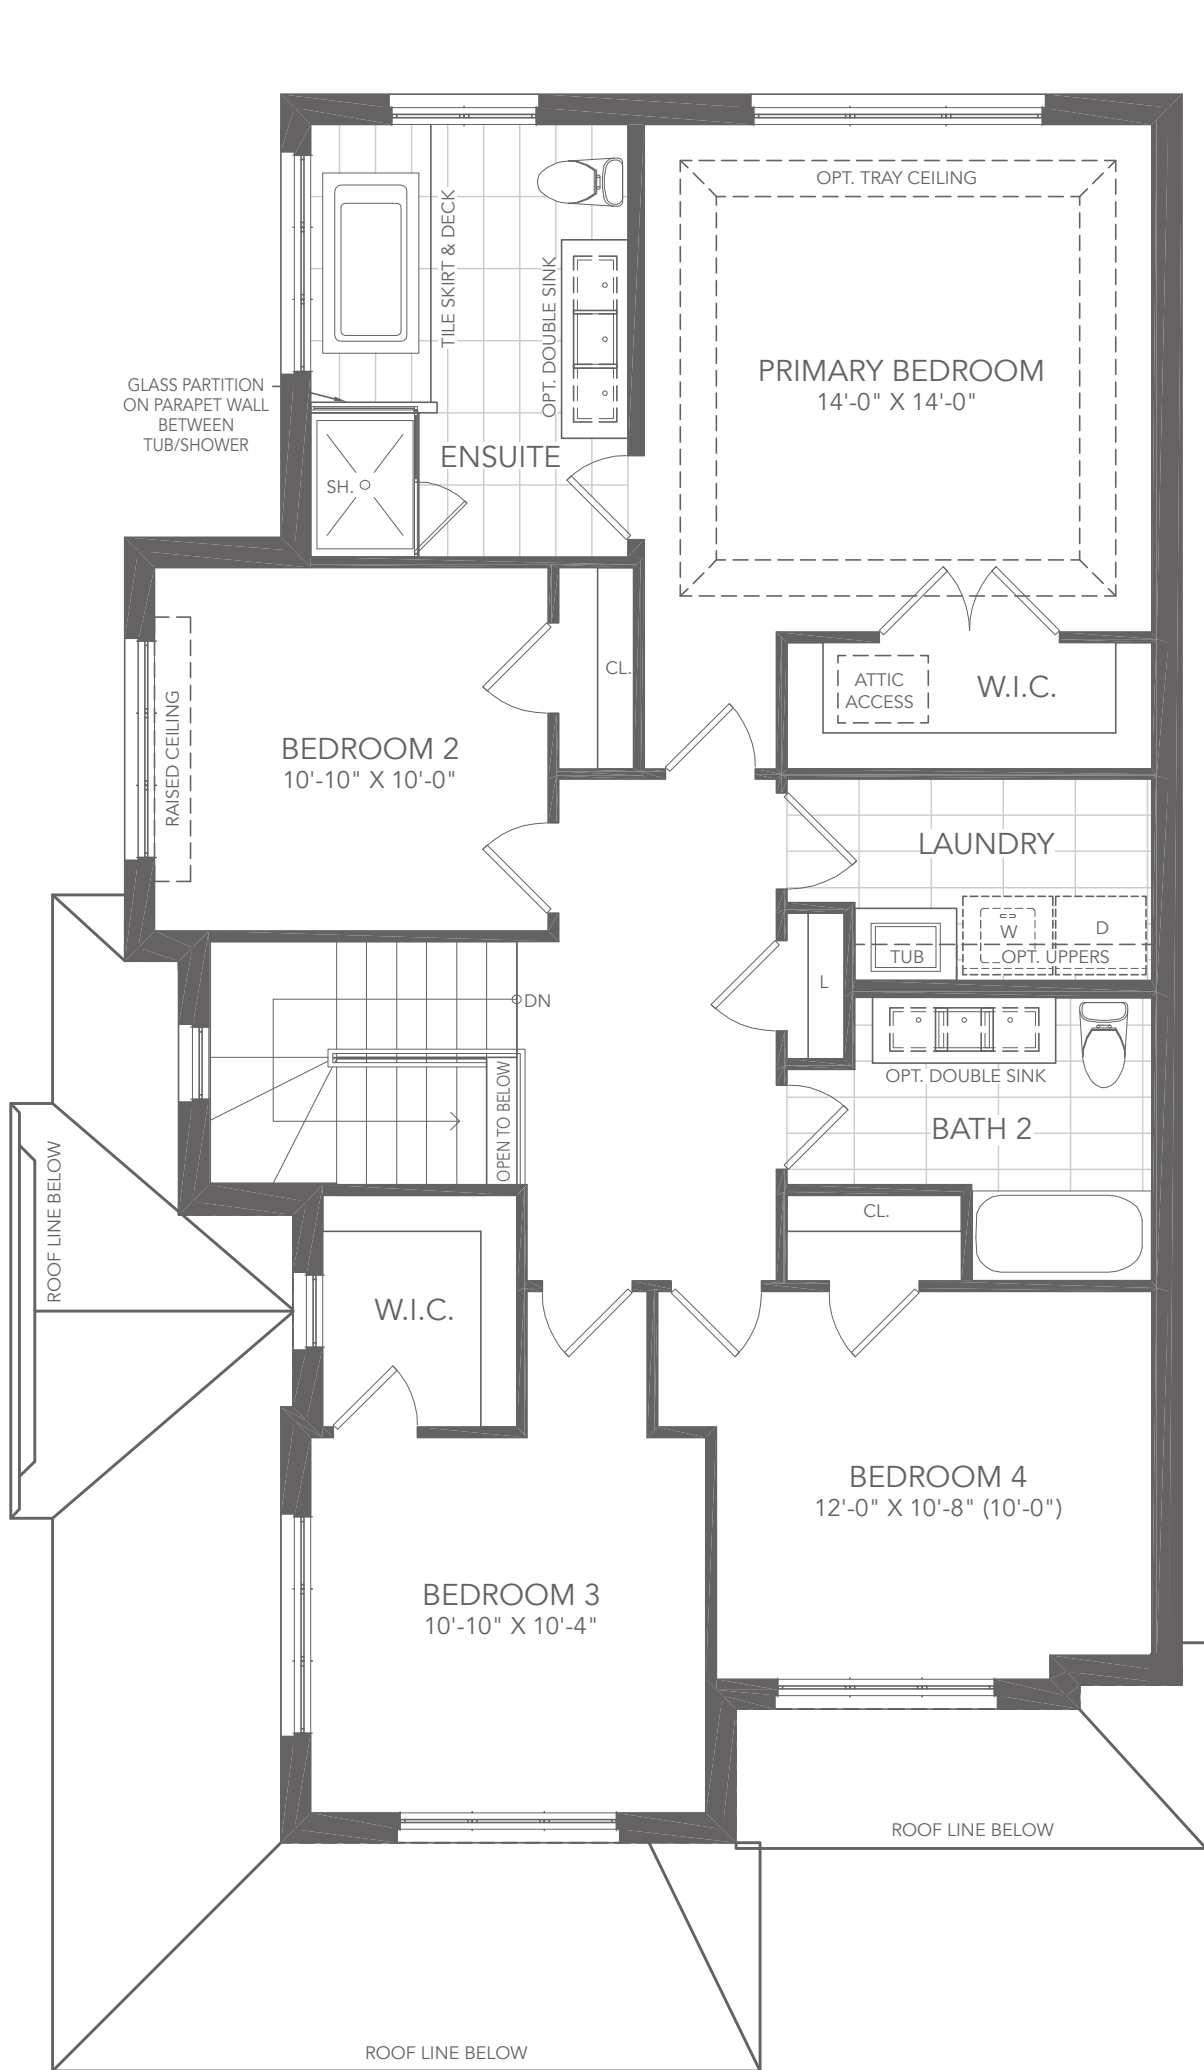 OPT. TRAY CEILING
TILE SKIRT & DECK
OPT. DOUBLE SINK
PRIMARY BEDROOM
14'-0" X 14'-0"
GLASS PARTITION
ON PARAPET WALL
BETWEEN
TUB/SHOWER
ENSUITE
SH.
CL.
ATTIC
ACCESS
W.I.C.
RAISED CEILING
BEDROOM 2
10'-10" X 10'-0"
LAUNDRY
W
D
TUB
OPT. UPPERS
L
DN
OPEN TO BELOW
OPT. DOUBLE SINK
BATH 2
ROOF LINE BELOW
CL.
W.I.C.
BEDROOM 4
12'-0" X 10'-8" (10'-0")
BEDROOM 3
10'-10" X 10'-4"
ROOF LINE BELOW
ROOF LINE BELOW